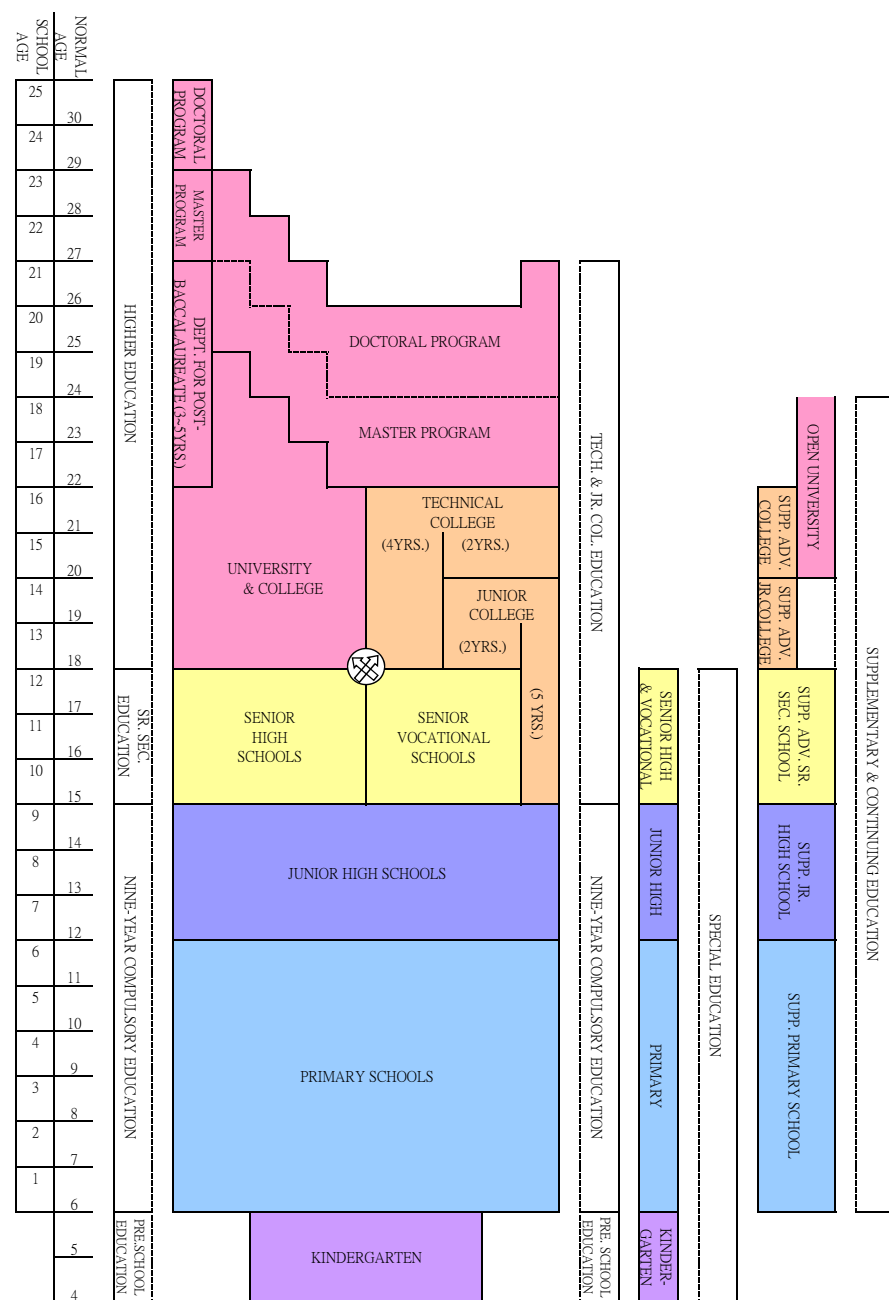 SCHOOL
AGE
NORMAL
AGE
25
24
23
22
21
20
19
18
17
16
15
14
13
12
11
10
9
8
7
6
5
4
3
2
1
30
29
28
27
26
25
24
23
22
21
20
19
18
17
16
15
14
13
12
11
10
9
8
7
6
5
4
HIGHER EDUCATION
SR. SEC.
EDUCATION
NINE-YEAR COMPULSORY EDUCATION
PRE.SCHOOL
EDUCATION
DOCTORAL
PROGRAM
MASTER
PROGRAM
DEPT. FOR POST-
BACCALAUREATE (3~5YRS.)
DOCTORAL PROGRAM
MASTER PROGRAM
UNIVERSITY
& COLLEGE
TECHNICAL
COLLEGE
(4YRS.)
(2YRS.)
JUNIOR
COLLEGE
(2YRS.)
(5 YRS.)
SENIOR
HIGH
SCHOOLS
SENIOR
VOCATIONAL
SCHOOLS
JUNIOR HIGH SCHOOLS
PRIMARY SCHOOLS
KINDERGARTEN
TECH. & JR. COL. EDUCATION
NINE-YEAR COMPULSORY EDUCATION
PRE. SCHOOL
EDUCATION
SENIOR HIGH
& VOCATIONAL
JUNIOR HIGH
PRIMARY
KINDER-
GARTEN
SPECIAL EDUCATION
OPEN UNIVERSITY
SUPP. ADV.
COLLEGE
SUPP. ADV.
JR.COLLEGE
SUPP. ADV. SR.
SEC. SCHOOL
SUPP. JR.
HIGH SCHOOL
SUPP. PRIMARY SCHOOL
SUPPLEMENTARY & CONTINUING EDUCATION